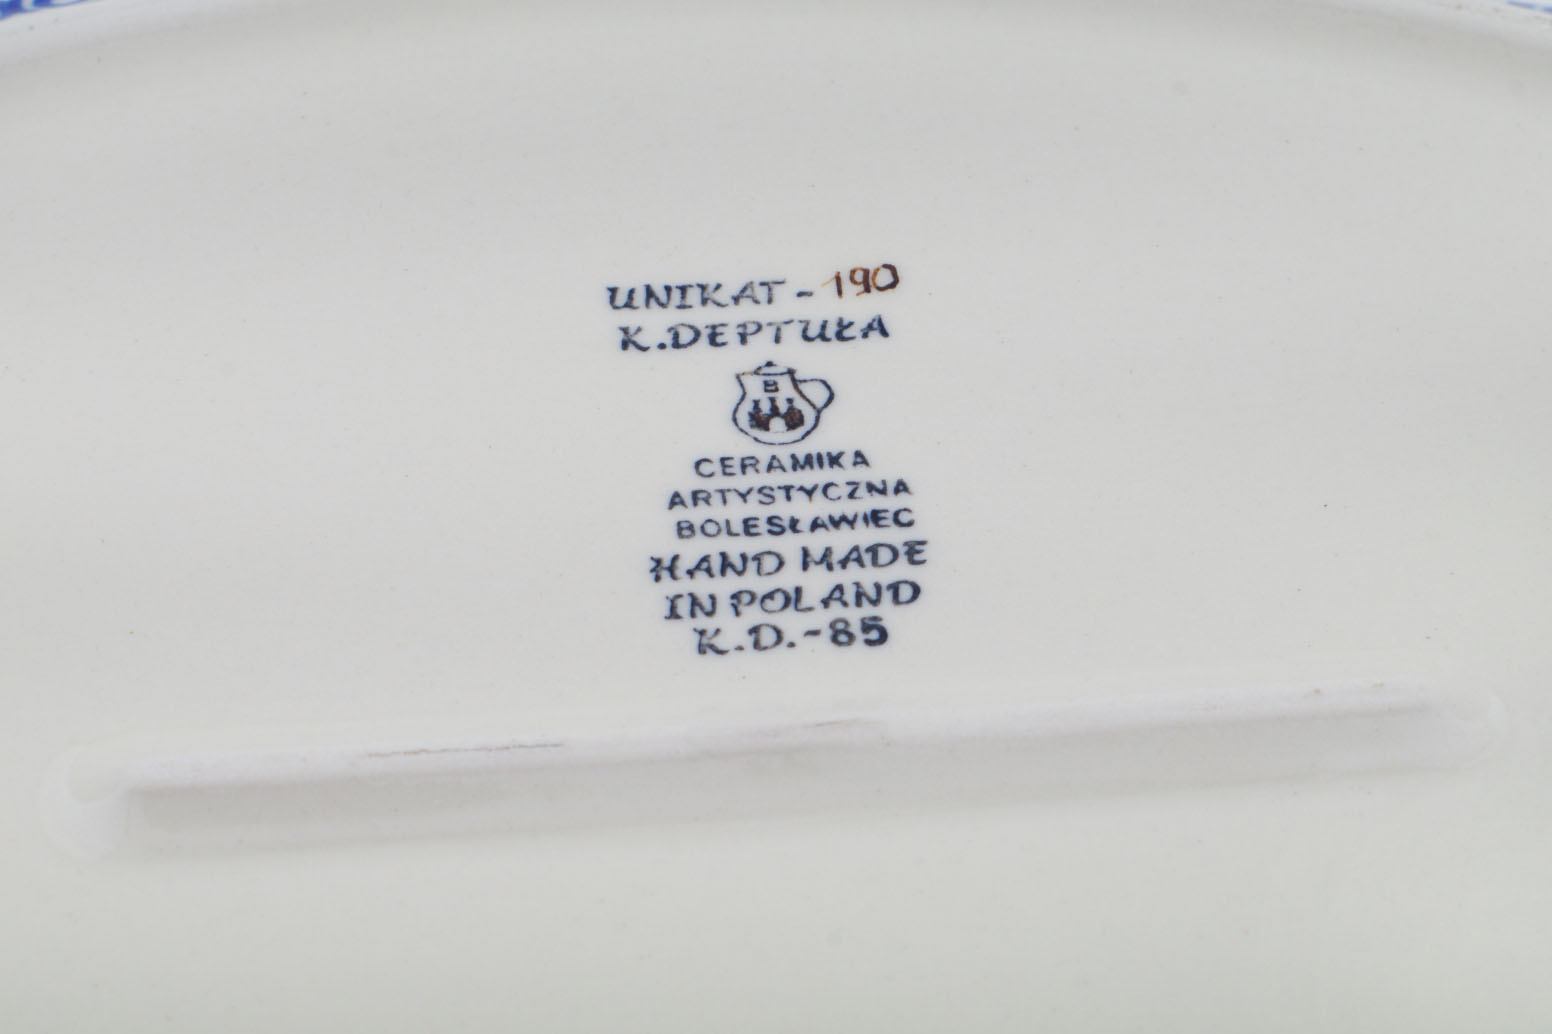 UNIKAT - 190
K.DEPTUŁA
B
CERAMIKA
ARTYSTYCZNA
BOLESŁAWIEC
HAND MADE
IN POLAND
K.D.-85